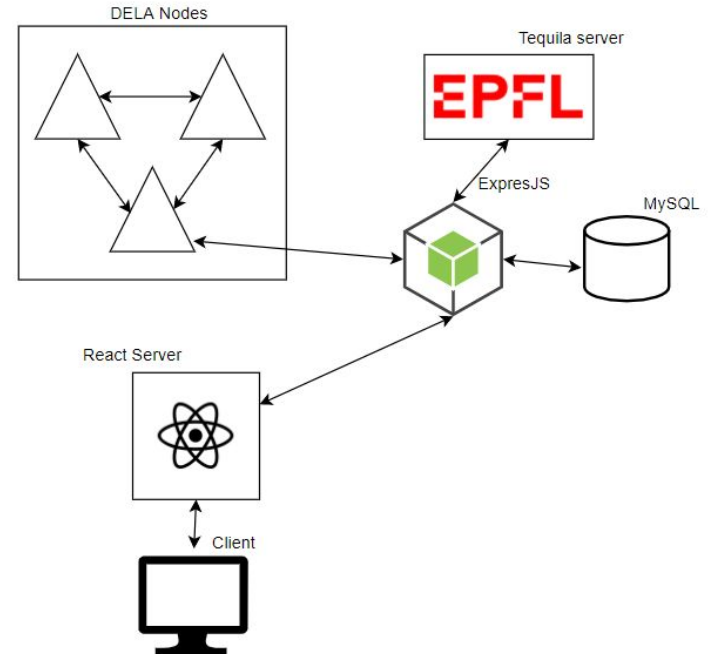 DELA Nodes
Tequila server
EPFL
ExpresJS
MySQL
React Server
Client